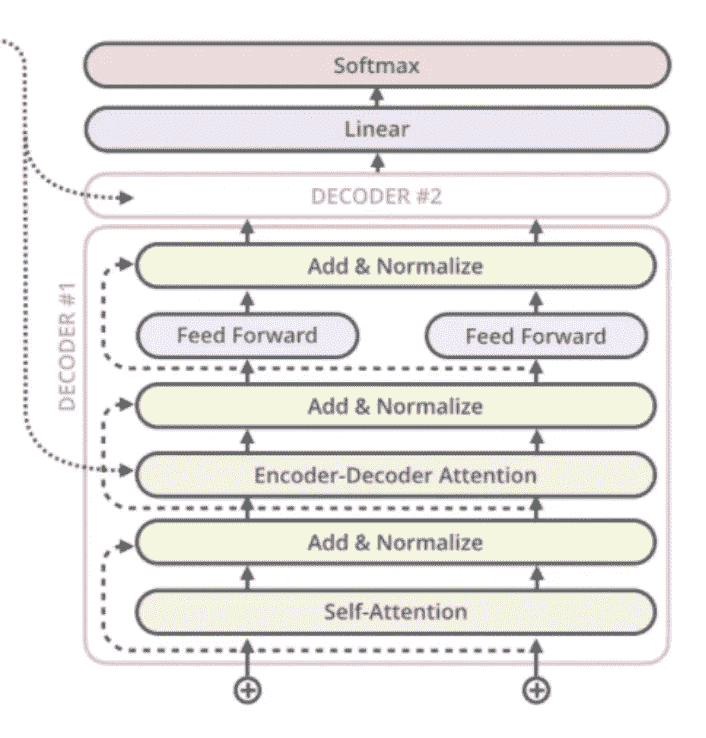 Softmax
Linear
DECODER #2
DECODER #1
Add & Normalize
Feed Forward
Feed Forward
Add & Normalize
Encoder-Decoder Attention
Add & Normalize
Self-Attention